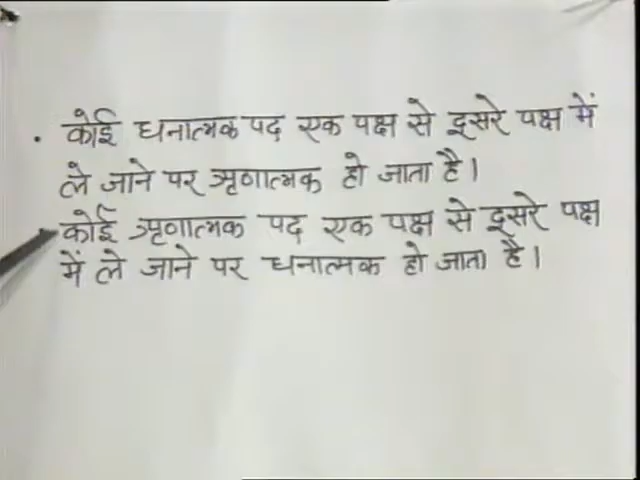 . कोई धनात्मक पद एक पक्ष से दूसरे पक्ष में
ले जाने पर ऋणात्मक हो जाता है।
कोई ऋणात्मक पद एक पक्ष से दूसरे पक्ष
में ले जाने पर धनात्मक हो जाता है।